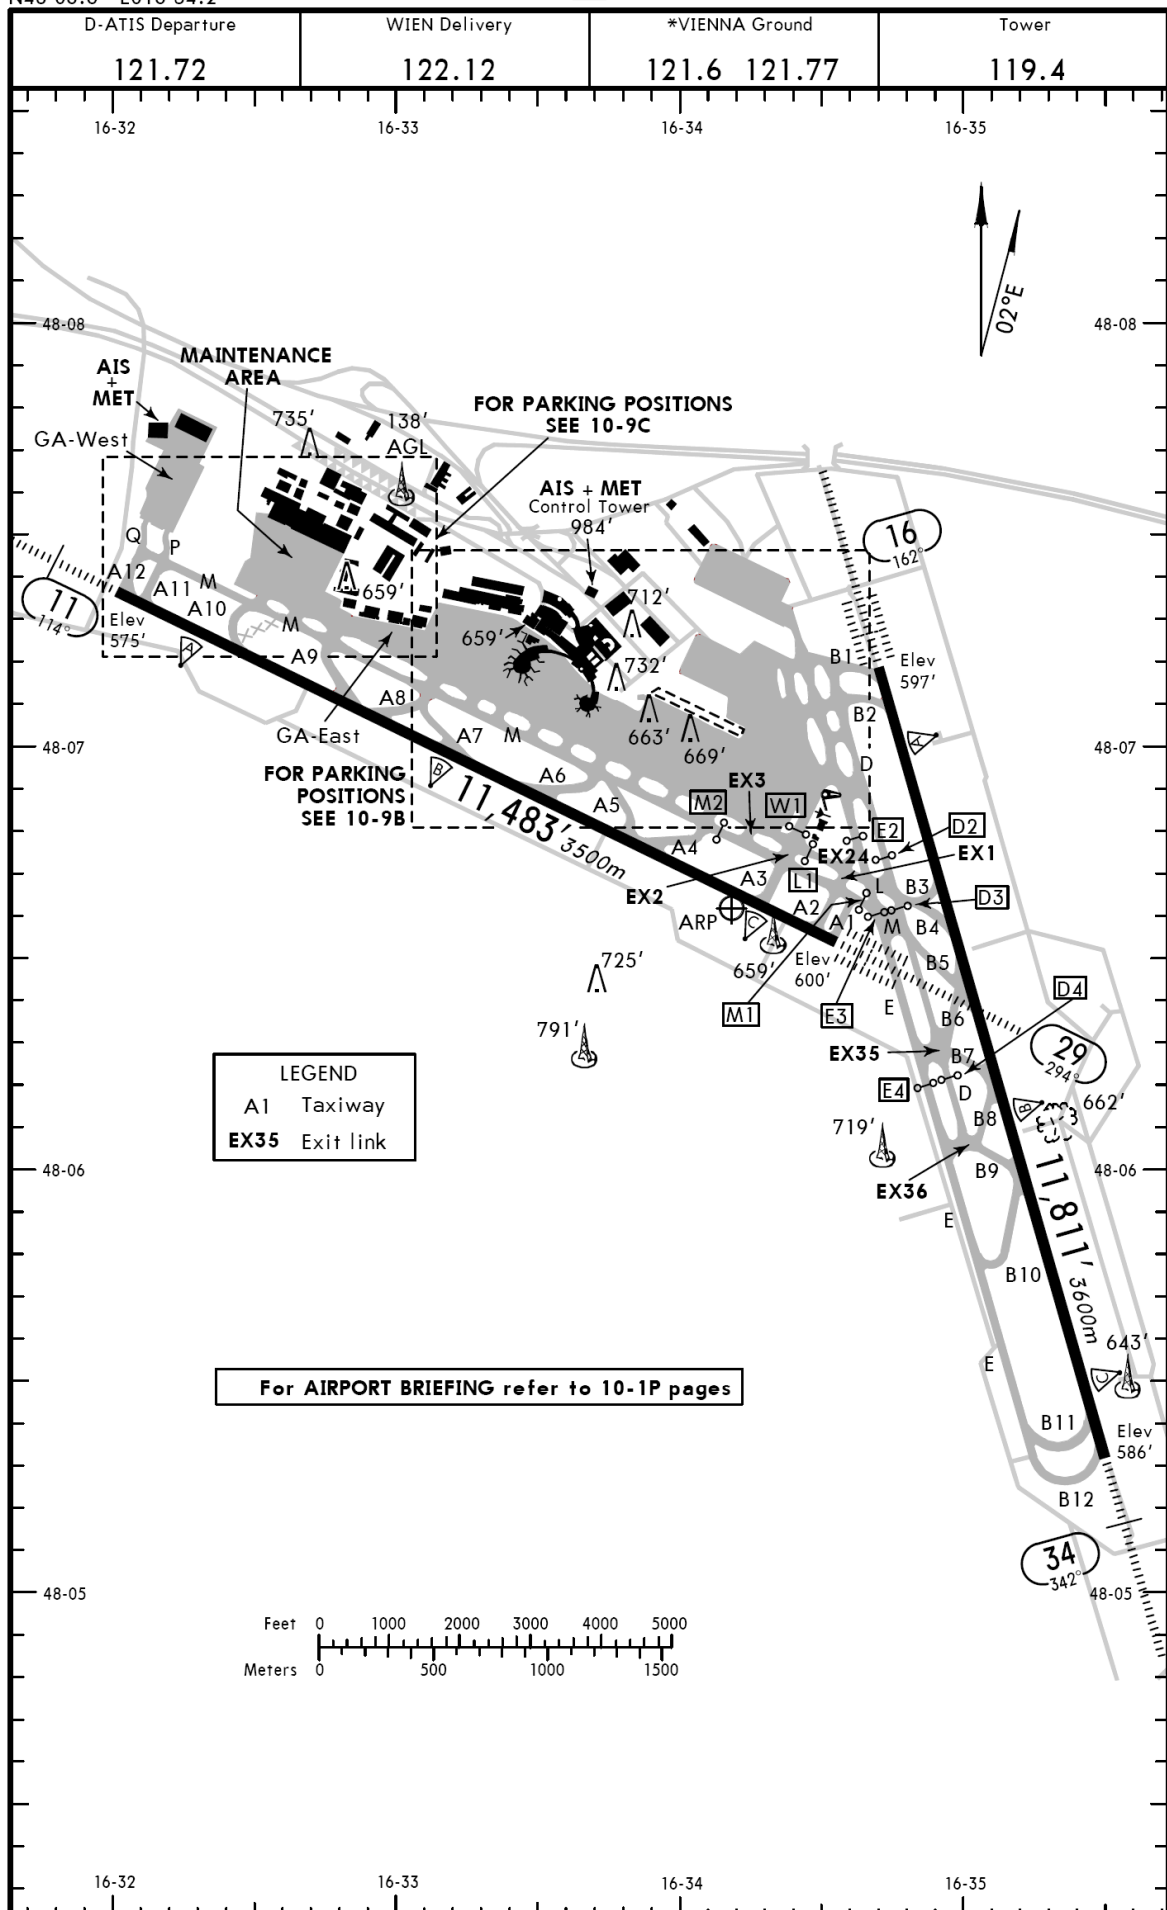 D-ATIS Departure
WIEN Delivery
*VIENNA Ground
Tower
121.72
122.12
121.6 121.77
119.4
16-32
16-33
16-34
16-35
02°E
48-08
48-08
AIS
+
MET
MAINTENANCE
AREA
735'
138'
AGL
FOR PARKING POSITIONS
SEE 10-9C
GA-West
AIS + MET
Control Tower
984'
16
162°
Q
P
A12
A11
M
A10
659'
712'
11
114°
Elev
575'
A
M
659'
A9
732'
B1
Elev
597'
A8
B2
GA-East
A7
M
663'
669'
A
48-07
48-07
D
FOR PARKING
POSITIONS
SEE 10-9B
B
A6
EX3
11,483'
3500m
A5
M2
W1
E2
D2
A4
EX24
EX1
EX2
A3
L1
L
B3
D3
ARP
C
A2
A1
M
B4
725'
659'
Elev
600'
B5
D4
M1
E3
E
B6
791'
29
294°
EX35
B7
LEGEND
A1 Taxiway
EX35 Exit link
E4
D
B
662'
719'
B8
48-06
48-06
B9
EX36
11,811'
3600m
E
B10
643'
E
C
For AIRPORT BRIEFING refer to 10-1P pages
B11
Elev
586'
B12
34
342°
48-05
48-05
Feet 0 1000 2000 3000 4000 5000
Meters 0 500 1000 1500
16-32
16-33
16-34
16-35